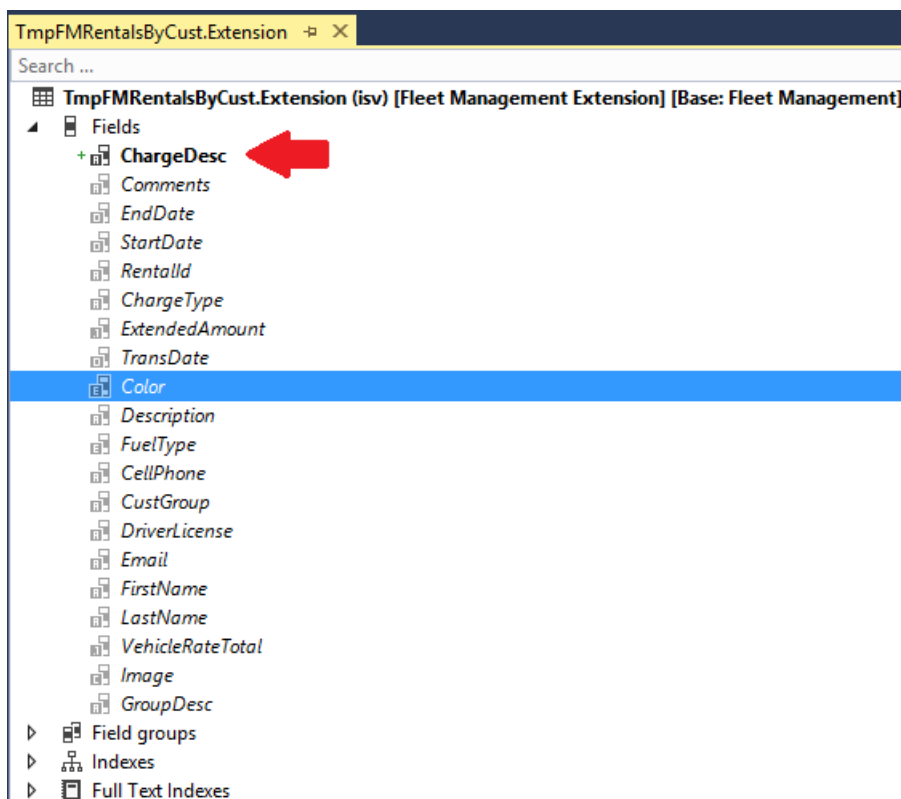 TmpFMRentalsByCust.Extension
Search ...
TmpFMRentalsByCust.Extension (isv) [Fleet Management Extension] [Base: Fleet Management]
Fields
ChargeDesc
Comments
EndDate
StartDate
RentalId
ChargeType
ExtendedAmount
TransDate
Color
Description
FuelType
CellPhone
CustGroup
DriverLicense
Email
FirstName
LastName
VehicleRateTotal
Image
GroupDesc
Field groups
Indexes
Full Text Indexes